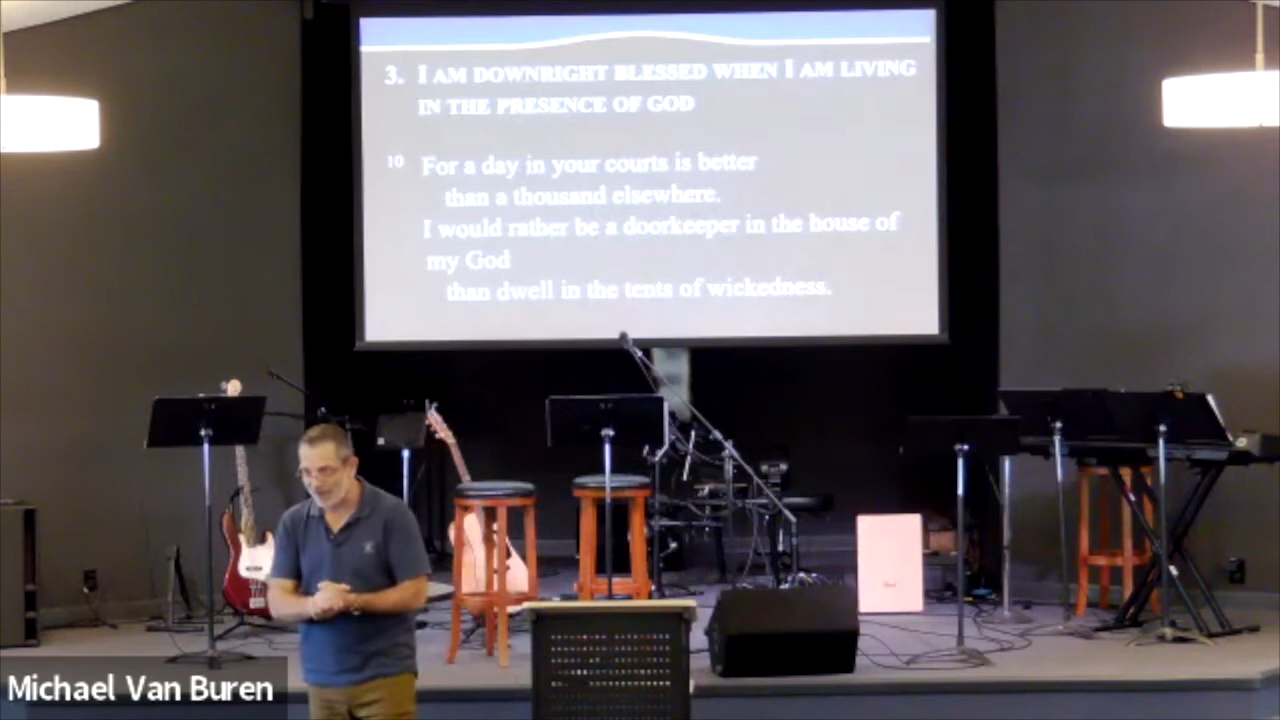 3. I AM DOWNRIGHT BLESSED WHEN I AM LIVING
IN THE PRESENCE OF GOD
10 For a day in your courts is better
than a thousand elsewhere.
I would rather be a doorkeeper in the house of
my God
than dwell in the tents of wickedness.
Michael Van Buren